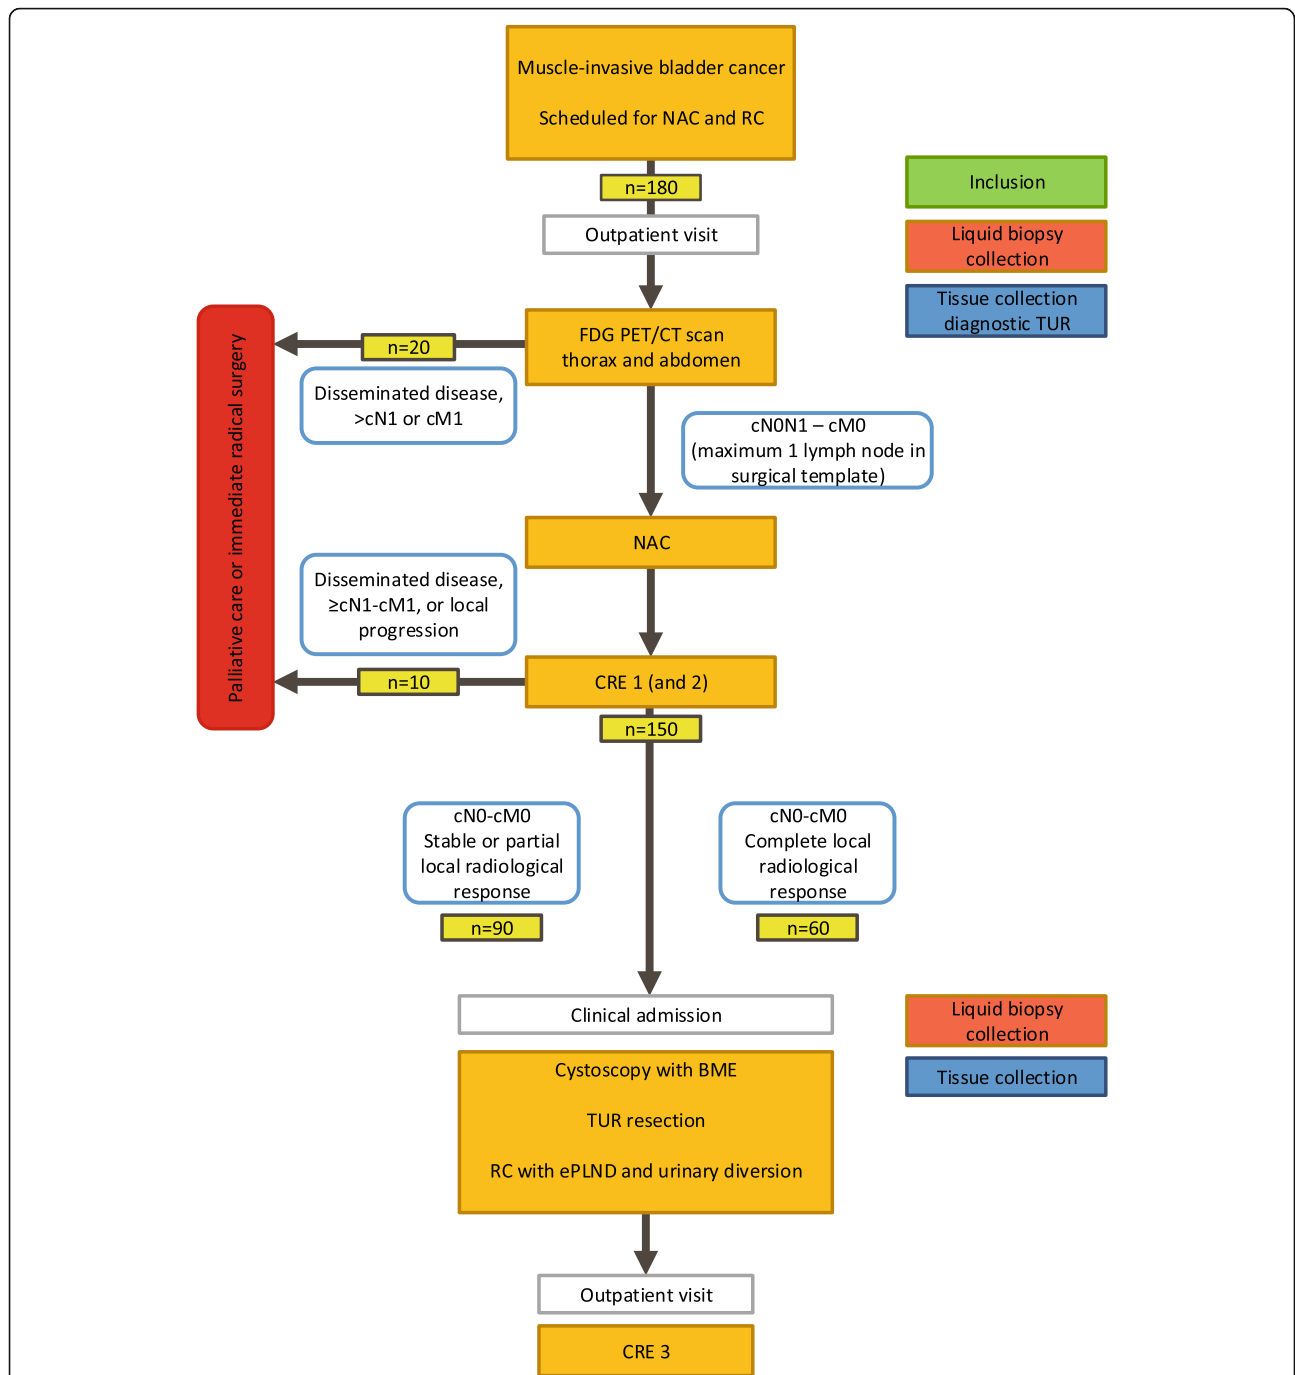 Muscle-invasive bladder cancer
Scheduled for NAC and RC
n=180
Outpatient visit
Inclusion
Liquid biopsy
collection
Tissue collection
diagnostic TUR
FDG PET/CT scan
thorax and abdomen
n=20
Disseminated disease,
>cN1 or cM1
Palliative care or immediate radical surgery
cN0N1 – cM0
(maximum 1 lymph node in
surgical template)
NAC
Disseminated disease,
≥cN1-cM1, or local
progression
n=10
CRE 1 (and 2)
n=150
cN0-cM0
Stable or partial
local radiological
response
n=90
cN0-cM0
Complete local
radiological
response
n=60
Clinical admission
Liquid biopsy
collection
Tissue collection
Cystoscopy with BME
TUR resection
RC with ePLND and urinary diversion
Outpatient visit
CRE 3